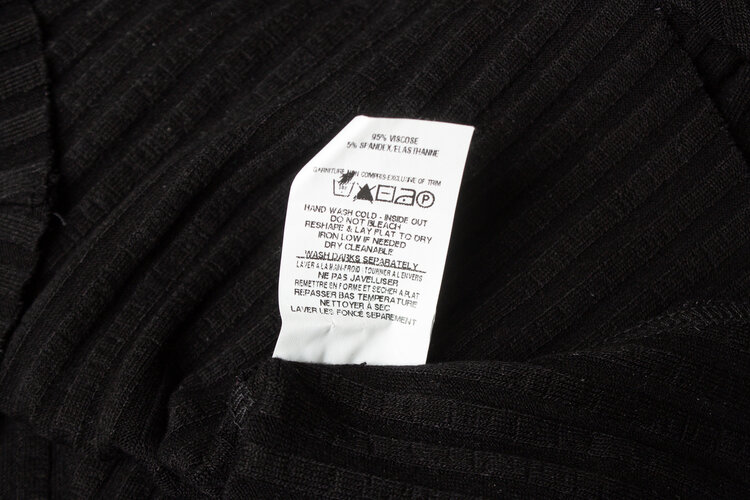 95% VISCOSE
5% SPANDEX/ELASTHANNE
GARNITURE NON COMPRIS EXCLUSIVE OF TRIM
P
HAND WASH COLD - INSIDE OUT
DO NOT BLEACH
RESHAPE & LAY FLAT TO DRY
IRON LOW IF NEEDED
DRY CLEANABLE
WASH DARKS SEPARATELY
LAVER A LA MAIN-FROID - TOURNER A L'ENVERS
NE PAS JAVELLISER
REMETTRE EN FORME ET SECHER A PLAT
REPASSER BAS TEMPERATURE
NETTOYER A SEC
LAVER LES FONCÉ SEPAREMENT